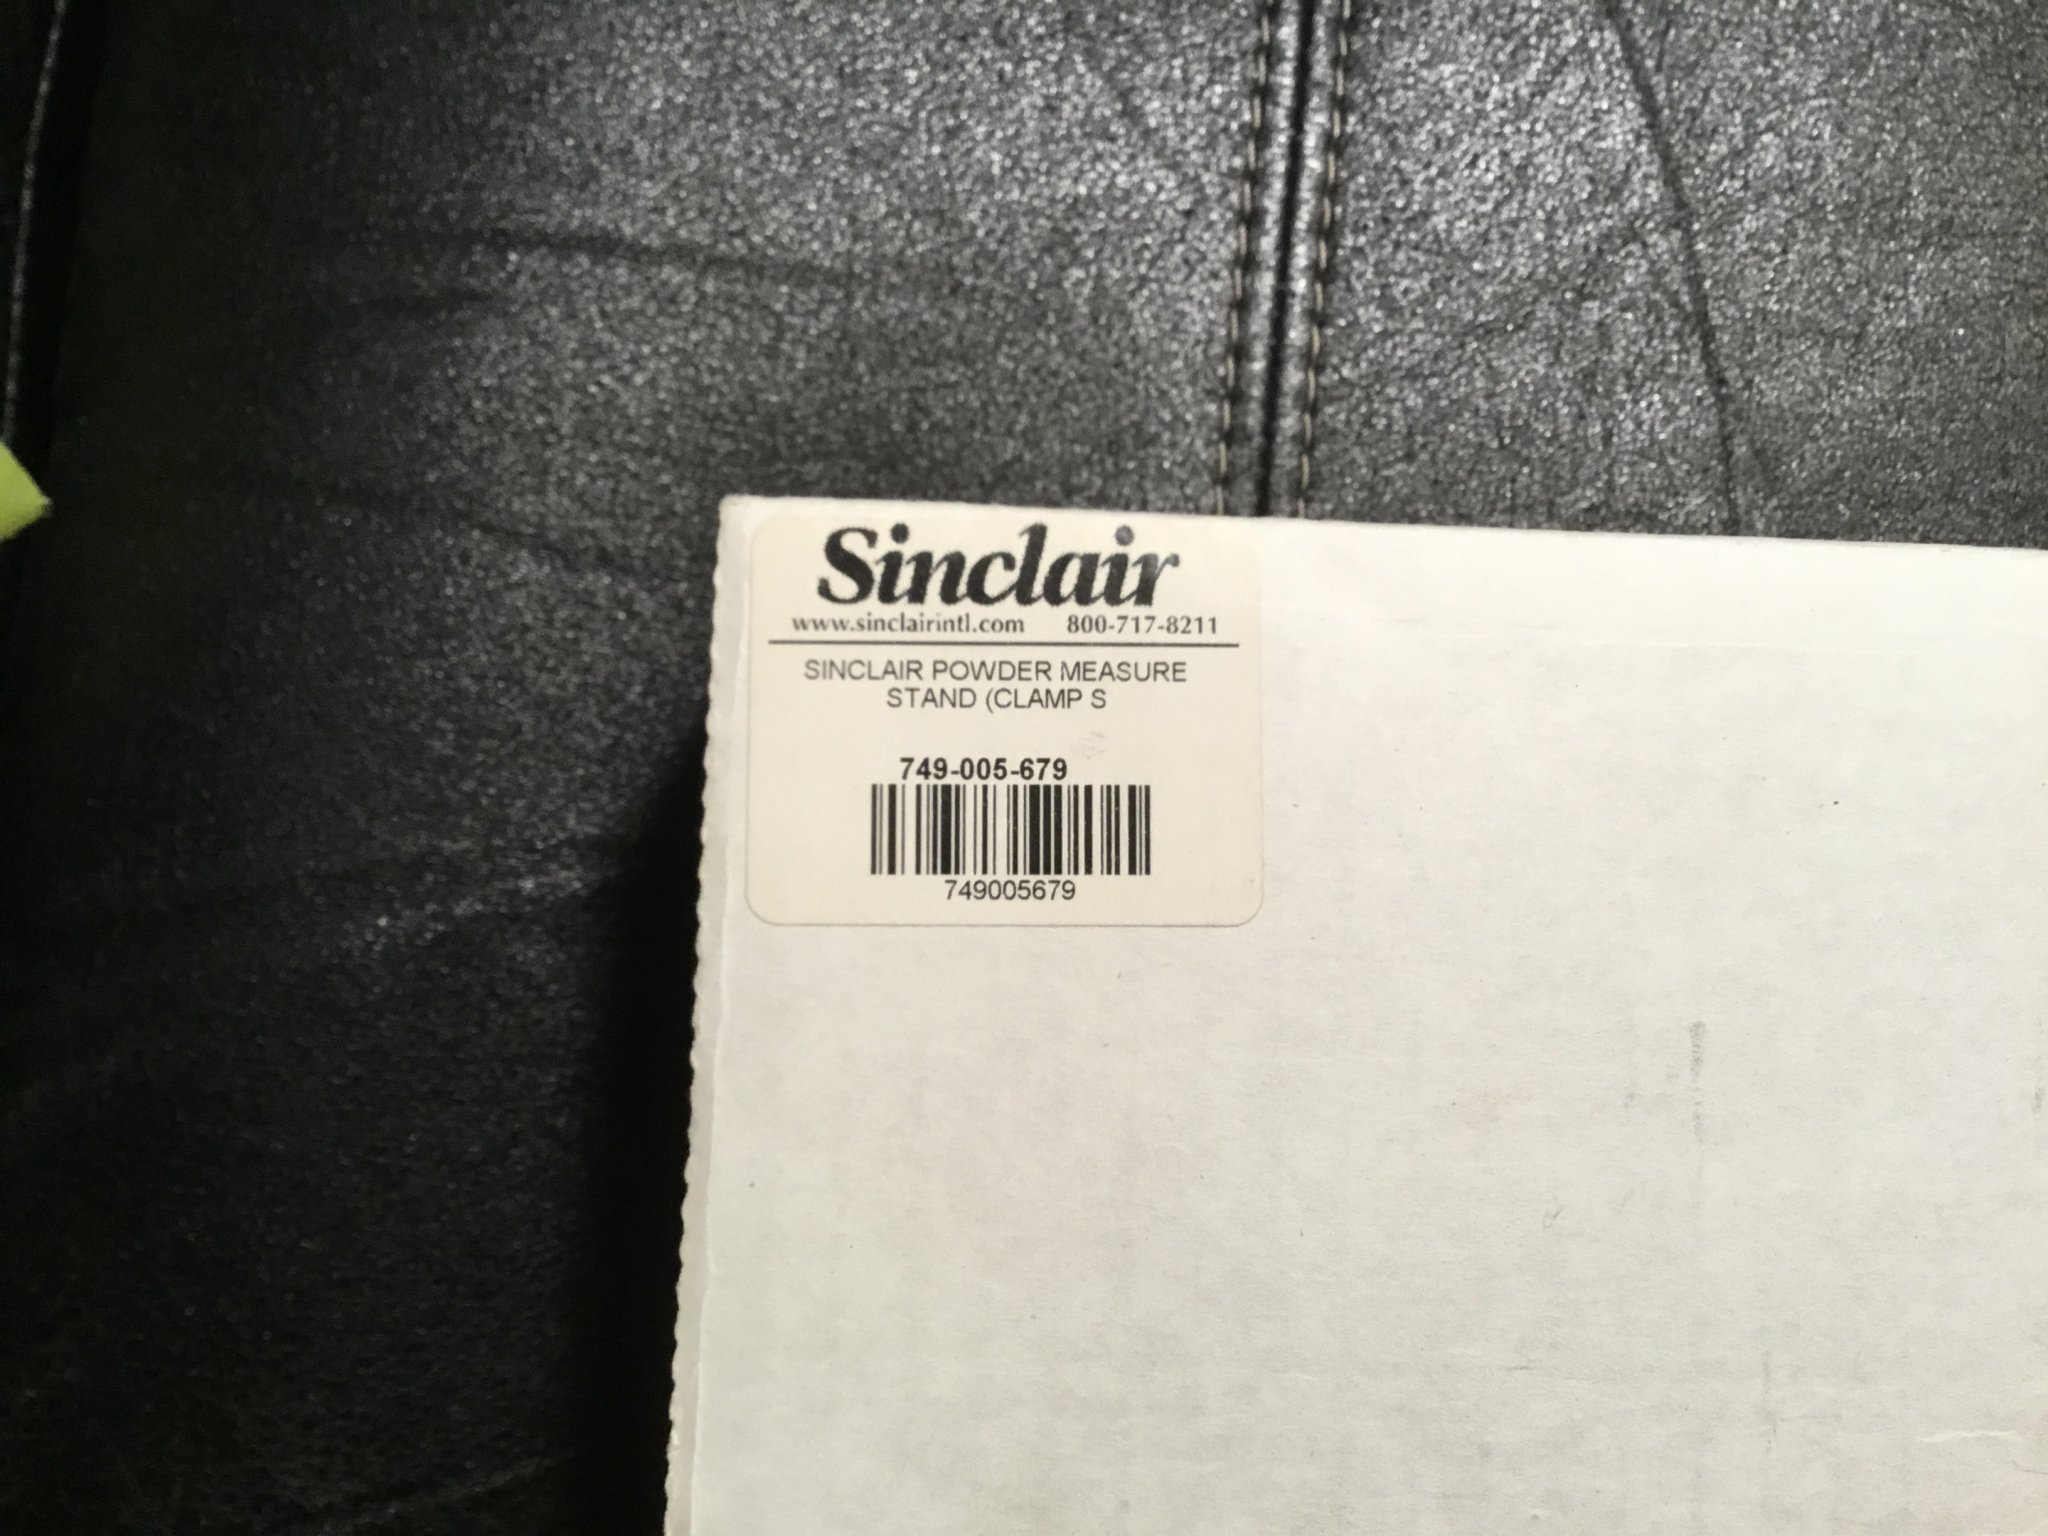 Sinclair
www.sinclairintl.com 800-717-8211
SINCLAIR POWDER MEASURE
STAND (CLAMP S
749-005-679
749005679